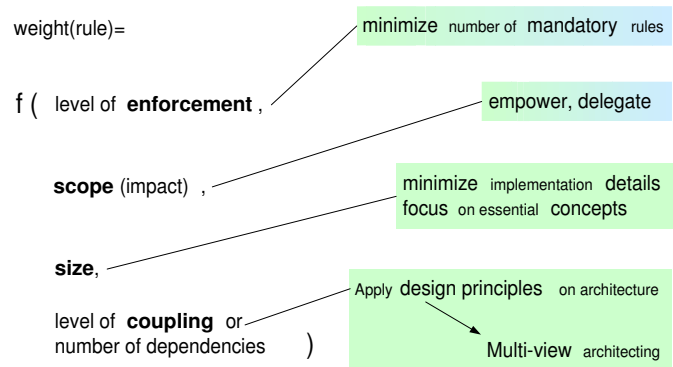 weight(rule)=
minimize number of mandatory rules
f ( level of enforcement ,
empower, delegate
scope (impact) ,
minimize implementation details
focus on essential concepts
size,
Apply design principles on architecture
level of coupling or
number of dependencies )
Multi-view architecting